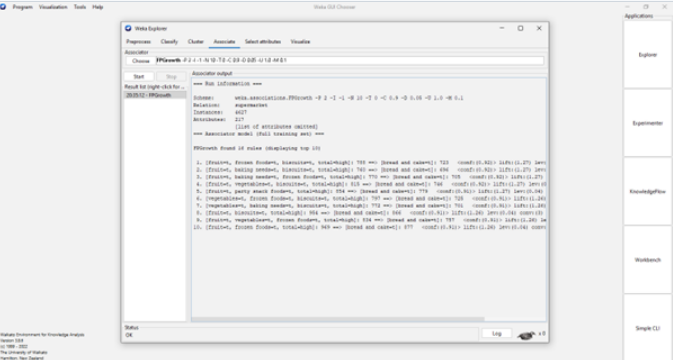 Program Visualization Tools Help
Weka GUI Chooser
Applications
Weka Explorer
Preprocess Classify Cluster Associate Select attributes Visualize
Associator
Choose FPGrowth -P 2 -I -1 -N 10 -T 0 -C 0.9 -D 0.05 -U 1.0 -M 0.1
Start Stop
Associator output
Result list (right-click for ...
20:05:12 - FPGrowth
=== Run information ===
Scheme: weka.associations.FPGrowth -P 2 -I -1 -N 10 -T 0 -C 0.9 -D 0.05 -U 1.0 -M 0.1
Relation: supermarket
Instances: 4627
Attributes: 217
[list of attributes omitted]
=== Associator model (full training set) ===
FPGrowth found 16 rules (displaying top 10)
1. [fruit=t, frozen foods=t, biscuits=t, total=high]: 788 ==> [bread and cake=t]: 723 <conf:(0.92)> lift:(1.27) lev:(
2. [fruit=t, baking needs=t, biscuits=t, total=high]: 760 ==> [bread and cake=t]: 696 <conf:(0.92)> lift:(1.27) lev:(
3. [fruit=t, baking needs=t, frozen foods=t, total=high]: 770 ==> [bread and cake=t]: 705 <conf:(0.92)> lift:(1.27)
4. [fruit=t, vegetables=t, biscuits=t, total=high]: 815 ==> [bread and cake=t]: 746 <conf:(0.92)> lift:(1.27) lev:(
5. [fruit=t, party snack foods=t, total=high]: 854 ==> [bread and cake=t]: 779 <conf:(0.91)> lift:(1.27) lev:(0.04)
6. [vegetables=t, frozen foods=t, biscuits=t, total=high]: 797 ==> [bread and cake=t]: 725 <conf:(0.91)> lift:(1.26)
7. [vegetables=t, baking needs=t, biscuits=t, total=high]: 772 ==> [bread and cake=t]: 701 <conf:(0.91)> lift:(1.26)
8. [fruit=t, biscuits=t, total=high]: 954 ==> [bread and cake=t]: 866 <conf:(0.91)> lift:(1.26) lev:(0.04) conv:(3)
9. [fruit=t, vegetables=t, frozen foods=t, total=high]: 834 ==> [bread and cake=t]: 757 <conf:(0.91)> lift:(1.26) le
10. [fruit=t, frozen foods=t, total=high]: 969 ==> [bread and cake=t]: 877 <conf:(0.91)> lift:(1.26) lev:(0.04) conv
Status
OK
Log
x 0
Explorer
Experimenter
KnowledgeFlow
Workbench
Simple CLI
Waikato Environment for Knowledge Analysis
Version 3.8.6
(c) 1999 - 2022
The University of Waikato
Hamilton, New Zealand